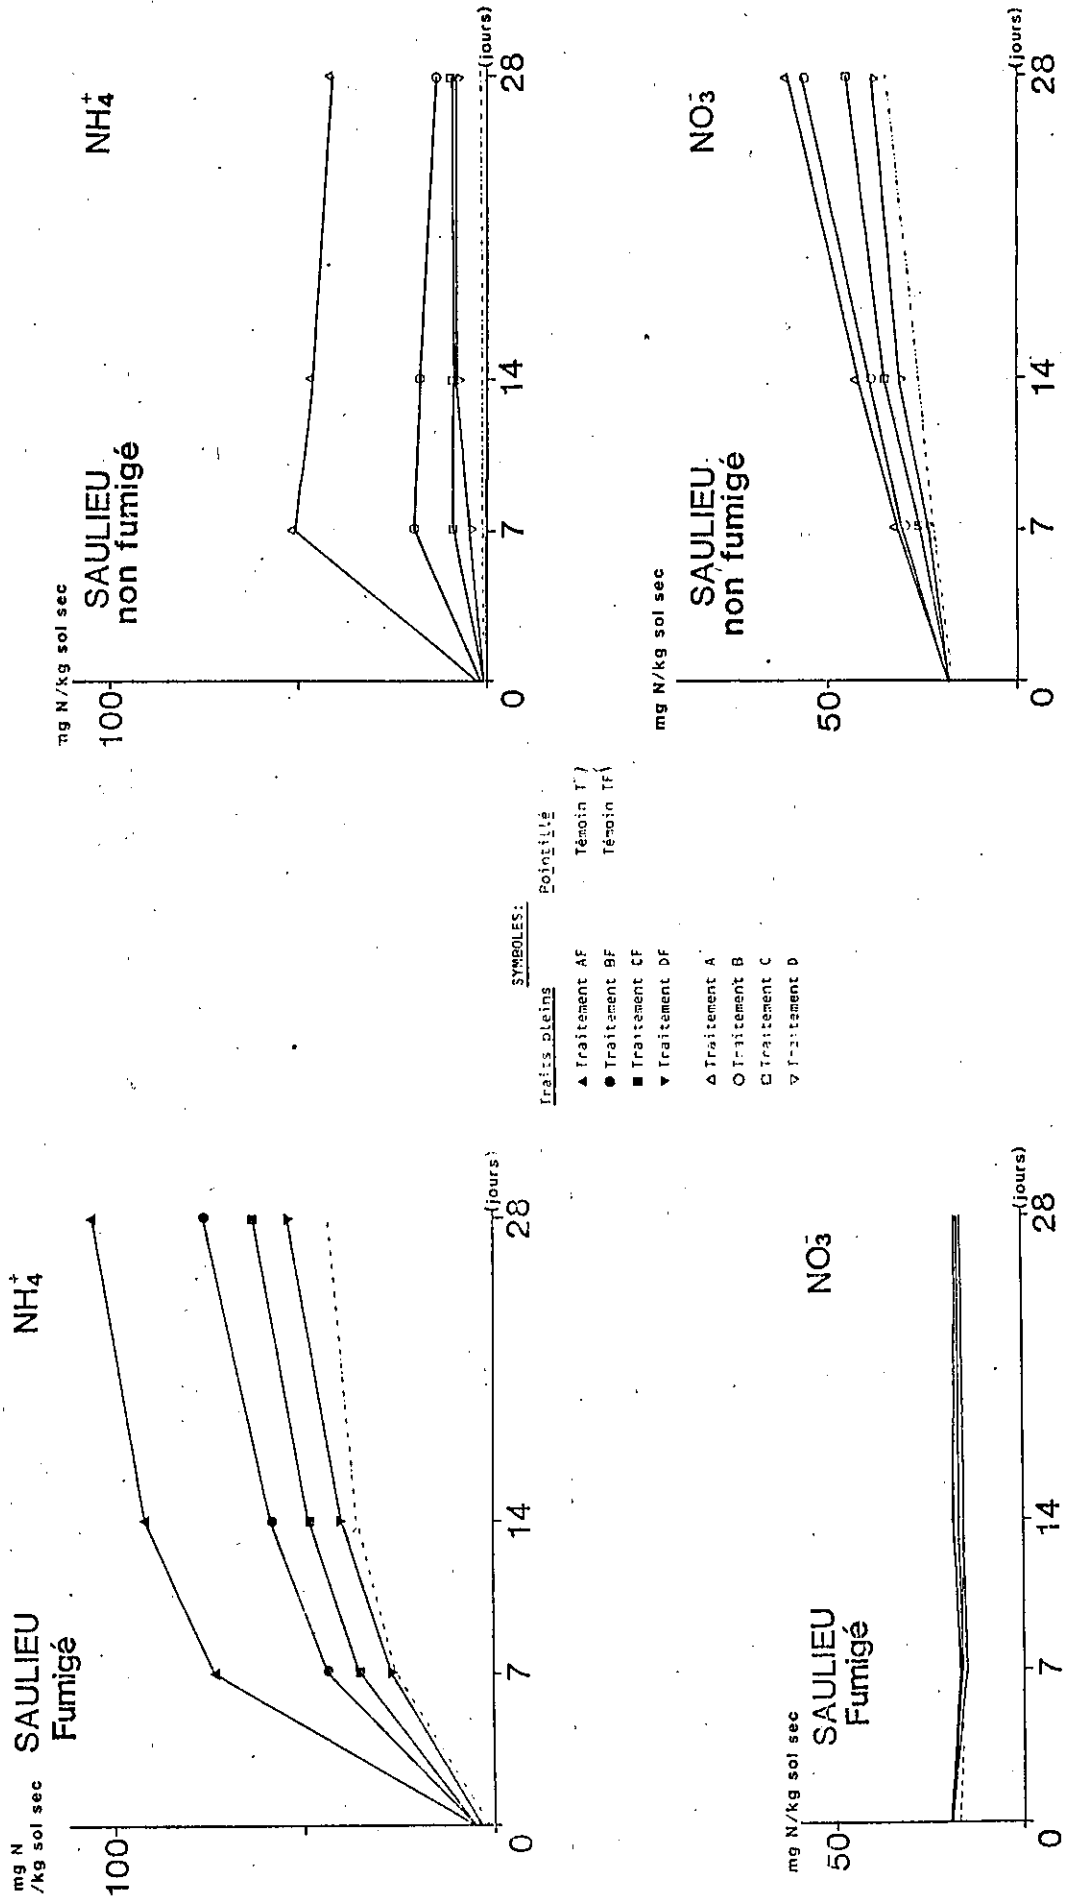 mg N
/kg sol sec
SAULIEU
Fumigé
NH₄⁺
100
0
7
14
28
(jours)
mg N/kg sol sec
SAULIEU
Fumigé
NO₃⁻
50
0
7
14
28
(jours)
SYMBOLES:
Traits pleins
Pointillé
▲ Traitement AF
Témoin T
● Traitement BF
Témoin TF
■ Traitement CF
▼ Traitement DF
△ Traitement A
○ Traitement B
□ Traitement C
▽ Traitement D
mg N/kg sol sec
SAULIEU
non fumigé
NH₄⁺
100
0
7
14
28
(jours)
mg N/kg sol sec
SAULIEU
non fumigé
NO₃⁻
50
0
7
14
28
(jours)